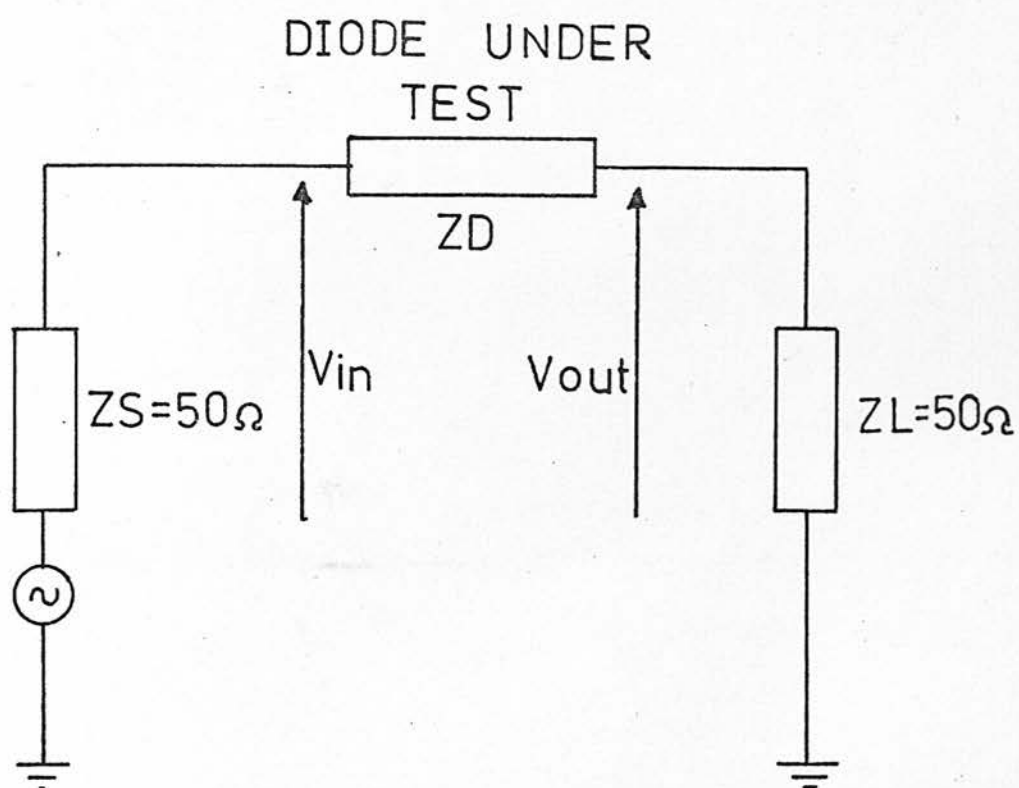 DIODE UNDER
TEST
ZD
Vin
Vout
ZS=50Ω
ZL=50Ω